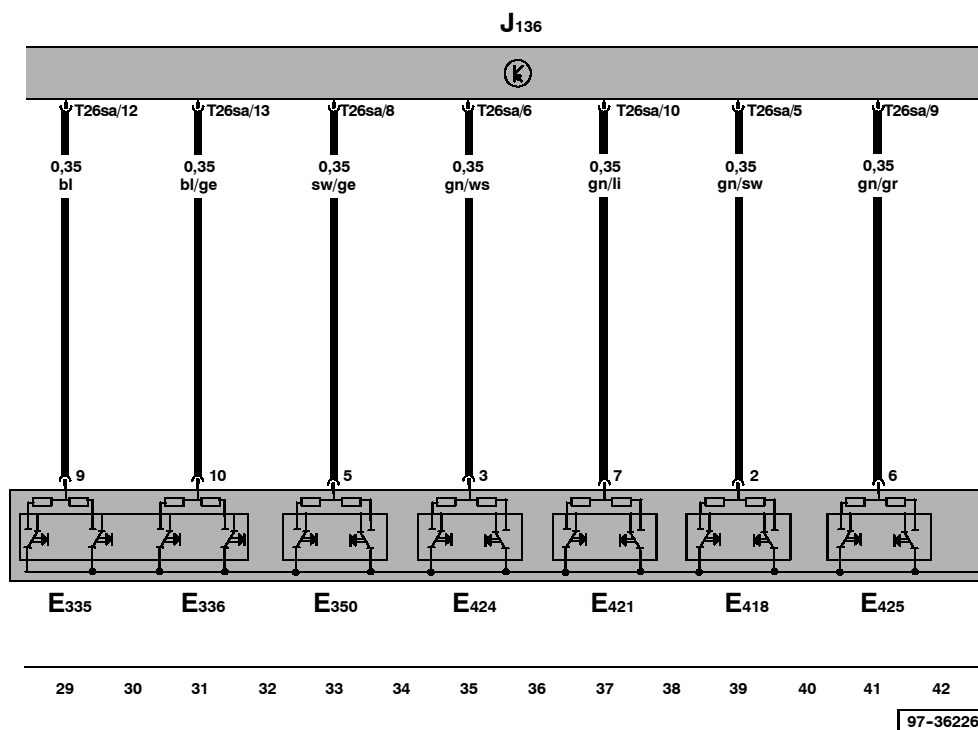 J136
T26sa/12 T26sa/13 T26sa/8 T26sa/6 T26sa/10 T26sa/5 T26sa/9
0,35 0,35 0,35 0,35 0,35 0,35 0,35
bl bl/ge sw/ge gn/ws gn/li gn/sw gn/gr
9 10 5 3 7 2 6
E335 E336 E350 E424 E421 E418 E425
29 30 31 32 33 34 35 36 37 38 39 40 41 42
97-36226